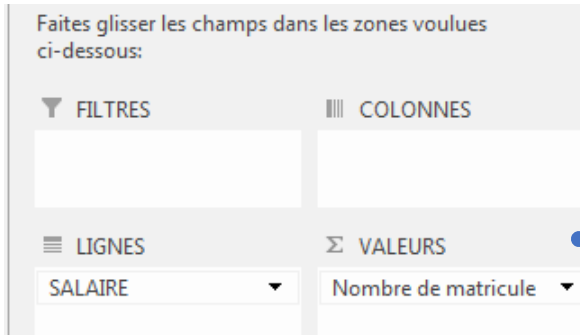 Faites glisser les champs dans les zones voulues
ci-dessous:
FILTRES
COLONNES
LIGNES
Σ VALEURS
SALAIRE
Nombre de matricule